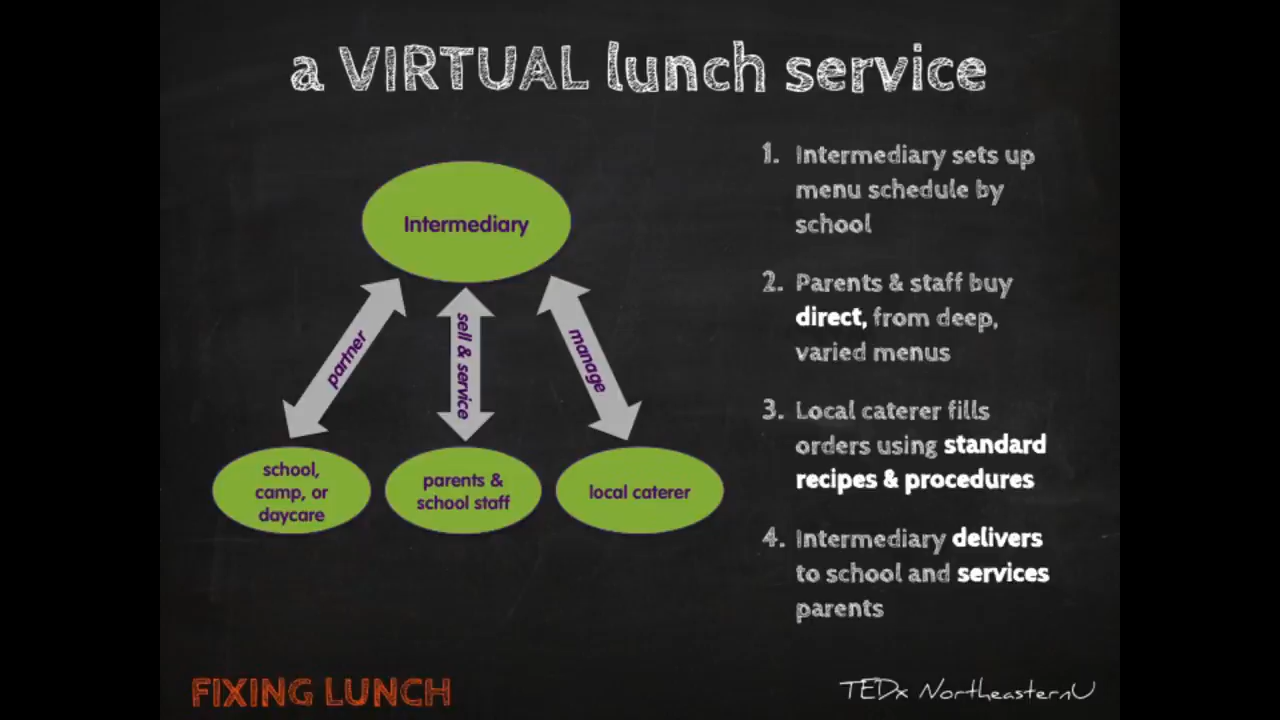 a VIRTUAL lunch service
Intermediary
partner
sell & service
manage
school,
camp, or
daycare
parents &
school staff
local caterer
1. Intermediary sets up
menu schedule by
school
2. Parents & staff buy
direct, from deep,
varied menus
3. Local caterer fills
orders using standard
recipes & procedures
4. Intermediary delivers
to school and services
parents
FIXING LUNCH
TEDx NortheasternU